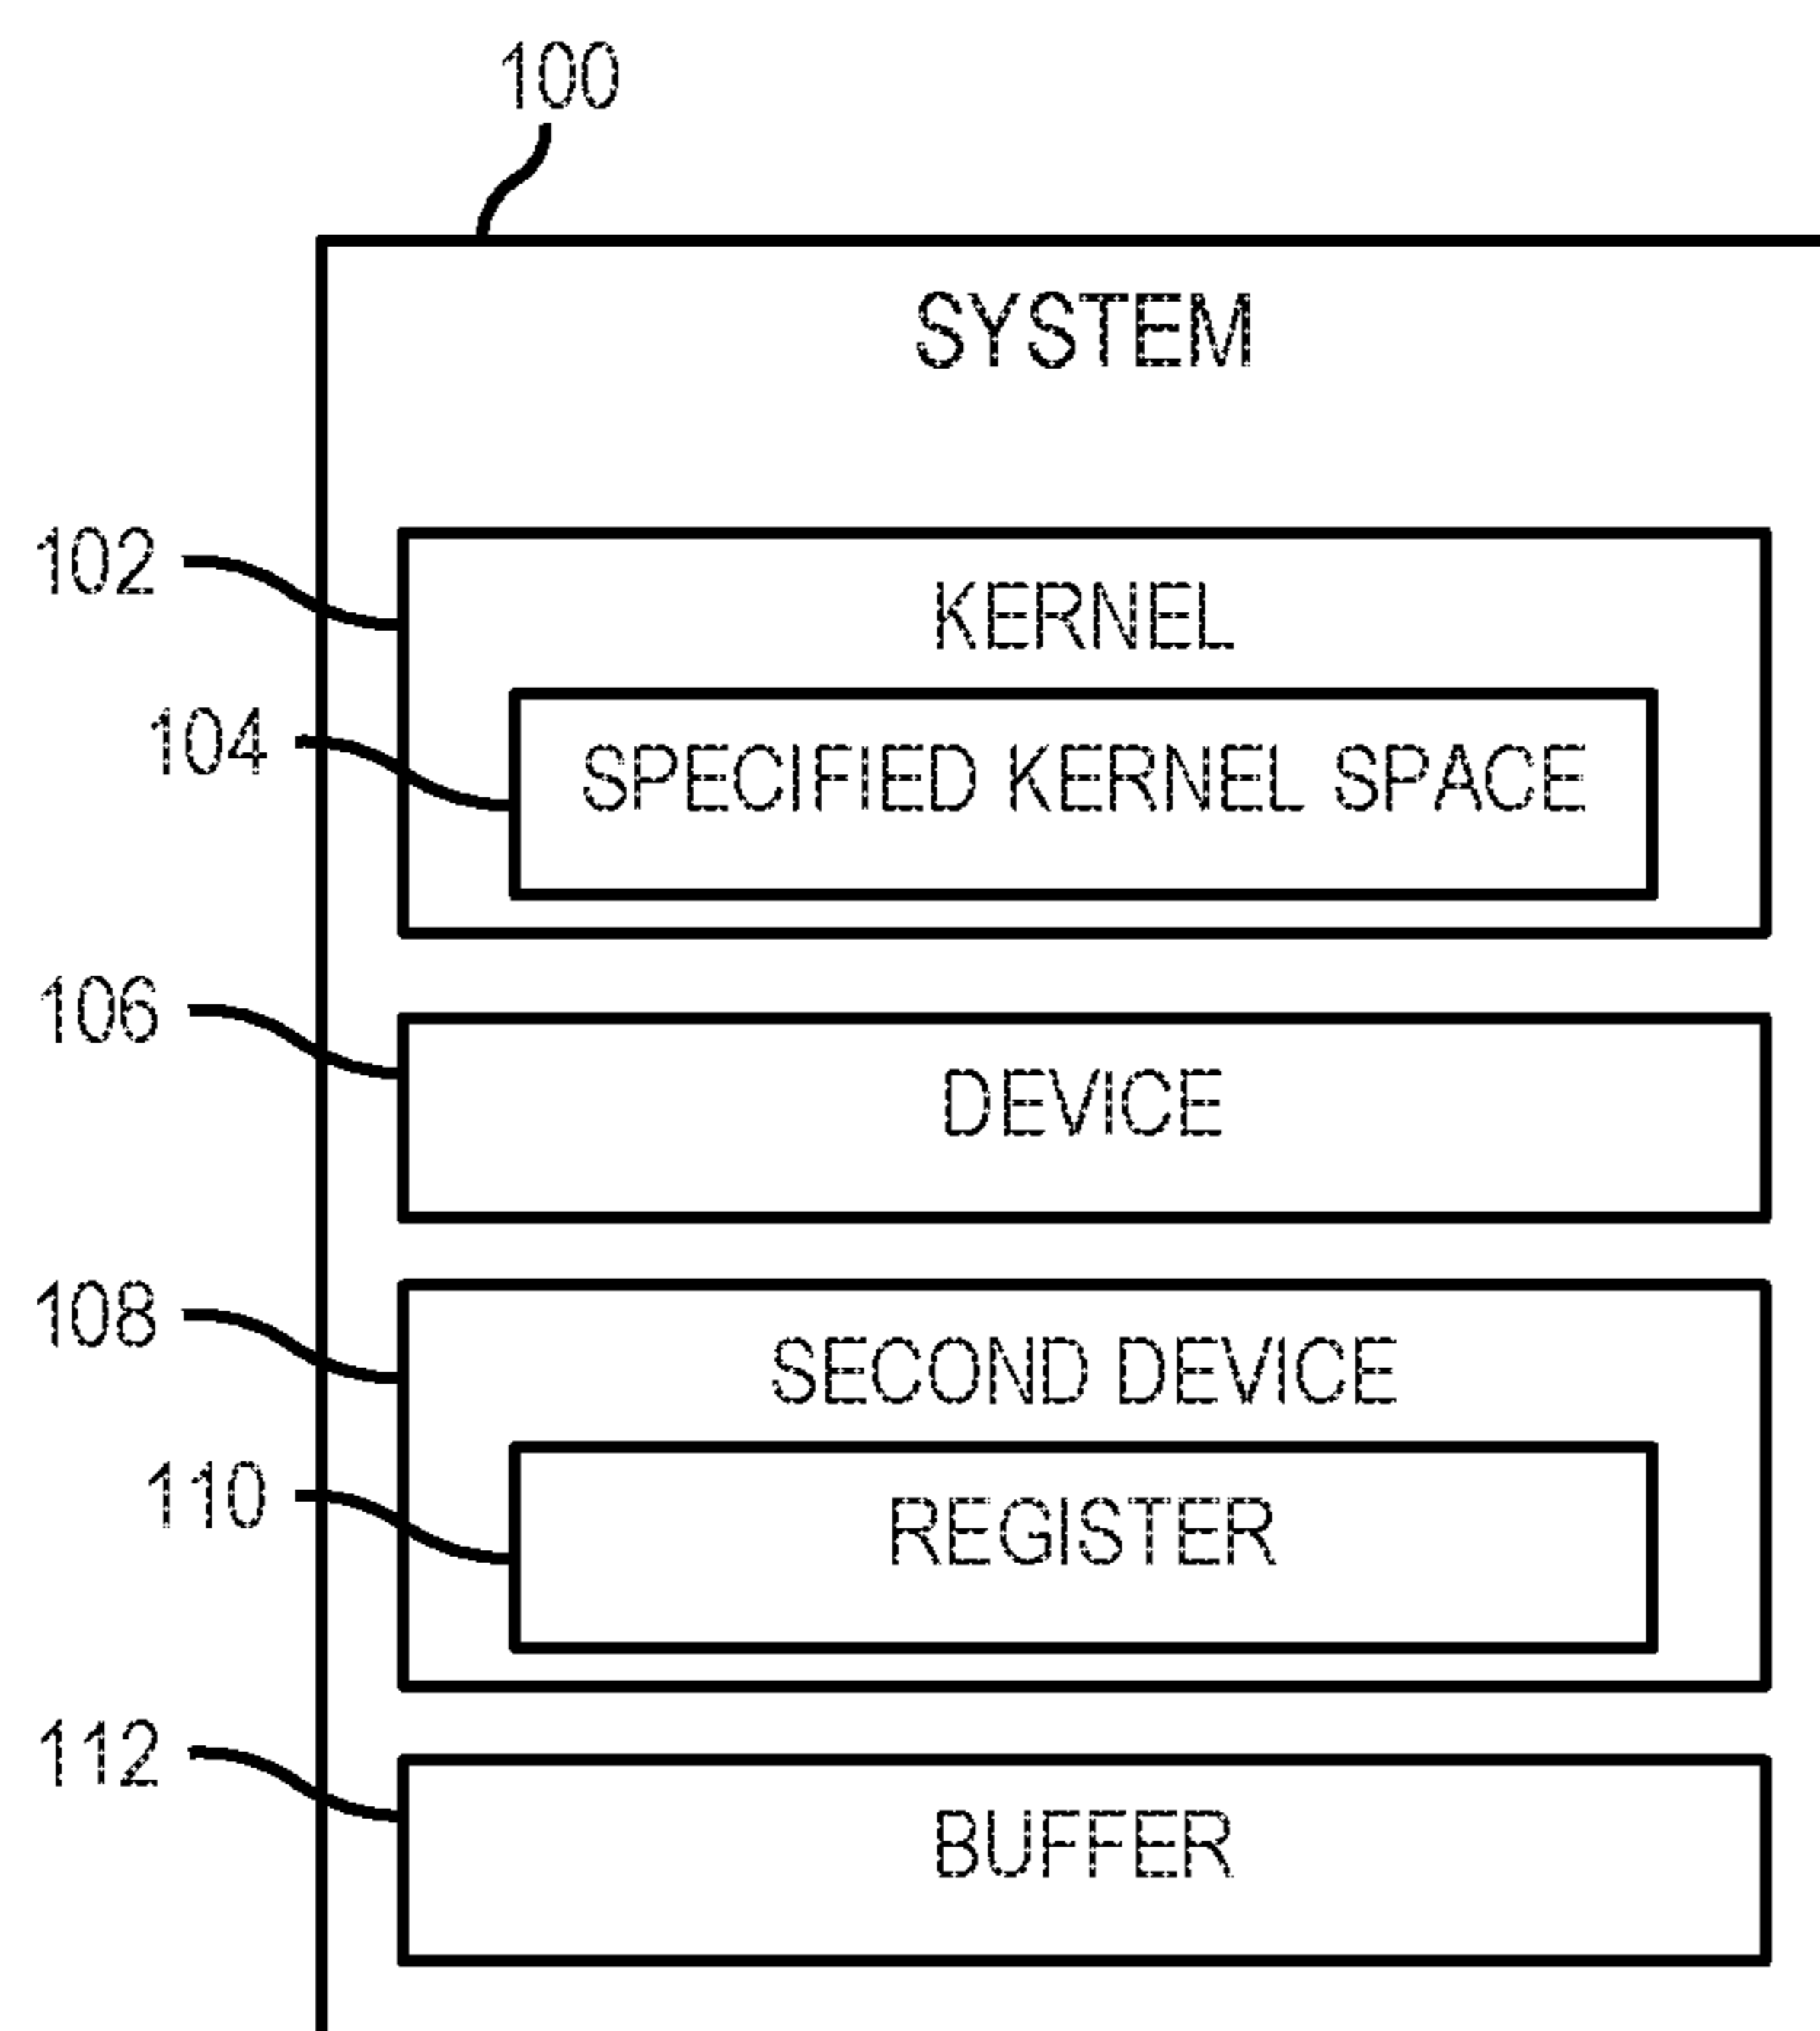 100
SYSTEM
102
KERNEL
104
SPECIFIED KERNEL SPACE
106
DEVICE
108
SECOND DEVICE
110
REGISTER
112
BUFFER